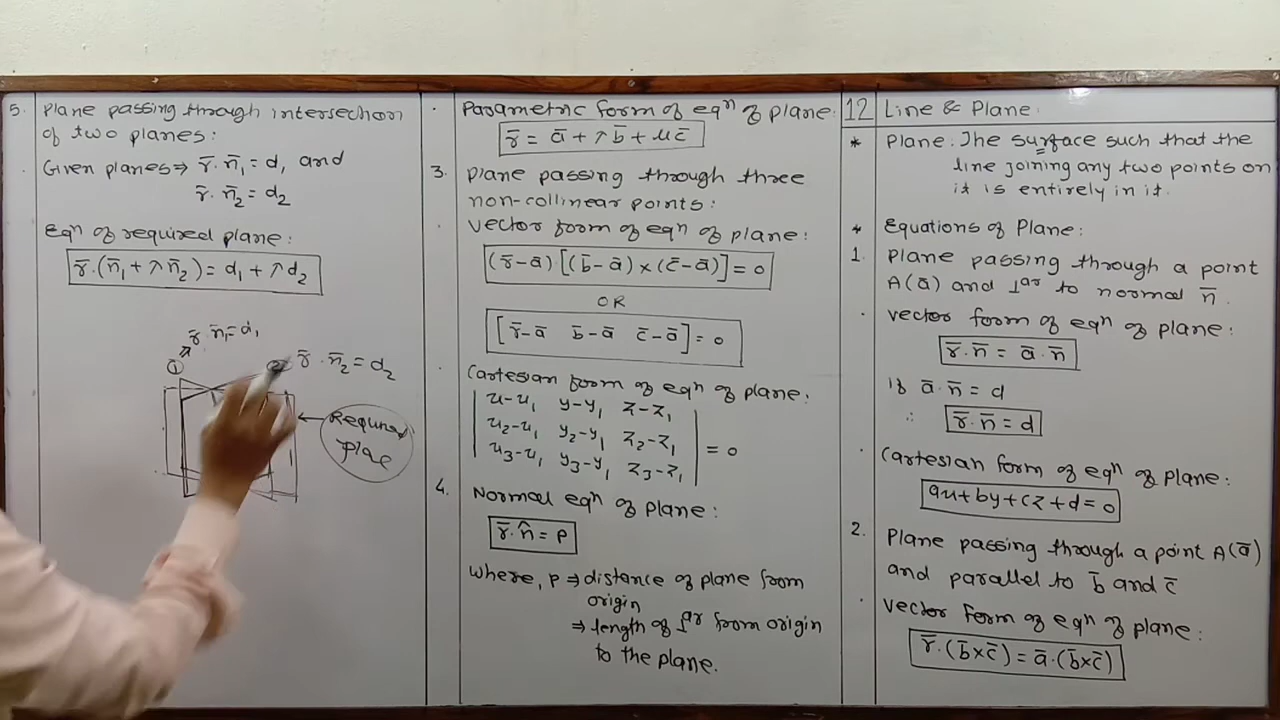 5. Plane passing through intersection
of two planes:
Given planes ⇒ r̄. n̄₁ = d₁ and
r̄. n̄₂ = d₂
Eqⁿ of required plane:
r̄.(n̄₁ + λn̄₂) = d₁ + λd₂
r̄. n̄₁ = d₁
①
r̄. n̄₂ = d₂
Required
plane
Parametric form of eqⁿ of plane:
r̄ = ā + λb̄ + μc̄
3. Plane passing through three
non-collinear points:
Vector form of eqⁿ of plane:
(r̄-ā).[(b̄-ā)×(c̄-ā)] = 0
OR
[r̄-ā b̄-ā c̄-ā] = 0
Cartesian form of eqⁿ of plane:
| x-x₁ y-y₁ z-z₁ |
| x₂-x₁ y₂-y₁ z₂-z₁ | = 0
| x₃-x₁ y₃-y₁ z₃-z₁ |
4. Normal eqⁿ of plane:
r̄. n̂ = p
where, p ⇒ distance of plane from
origin
⇒ length of ⊥ᵃʳ from origin
to the plane.
12 Line & Plane:
* Plane: The surface such that the
line joining any two points on
it is entirely in it.
* Equations of Plane:
1. Plane passing through a point
A(ā) and ⊥ᵃʳ to normal n̄.
Vector form of eqⁿ of plane:
r̄. n̄ = ā. n̄
if ā. n̄ = d
∴ r̄. n̄ = d
Cartesian form of eqⁿ of plane:
ax+by+cz+d=0
2. Plane passing through a point A(ā)
and parallel to b̄ and c̄
Vector form of eqⁿ of plane:
r̄.(b̄×c̄) = ā.(b̄×c̄)